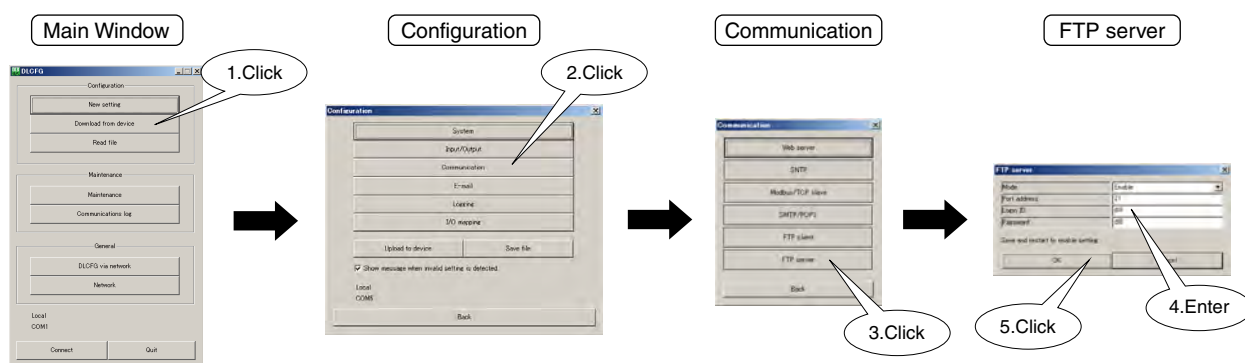 Main Window
Configuration
Communication
FTP server
DLCFG
1.Click
Configuration
New setting
Download from device
Read file
Maintenance
Maintenance
Communications log
General
DLCFG via network
Network
Local
COM1
Connect
Quit
Configuration
2.Click
System
Input/Output
Communication
E-mail
Logging
I/O mapping
Upload to device
Save file
Show message when invalid setting is detected.
Local
Back
Communication
Web server
SNTP
Modbus/TCP slave
SMTP/POP3
FTP client
FTP server
Back
3.Click
FTP server
Mode
Enable
Port address
21
Login ID
Password
Save and restart to enable setting.
OK
4.Enter
5.Click